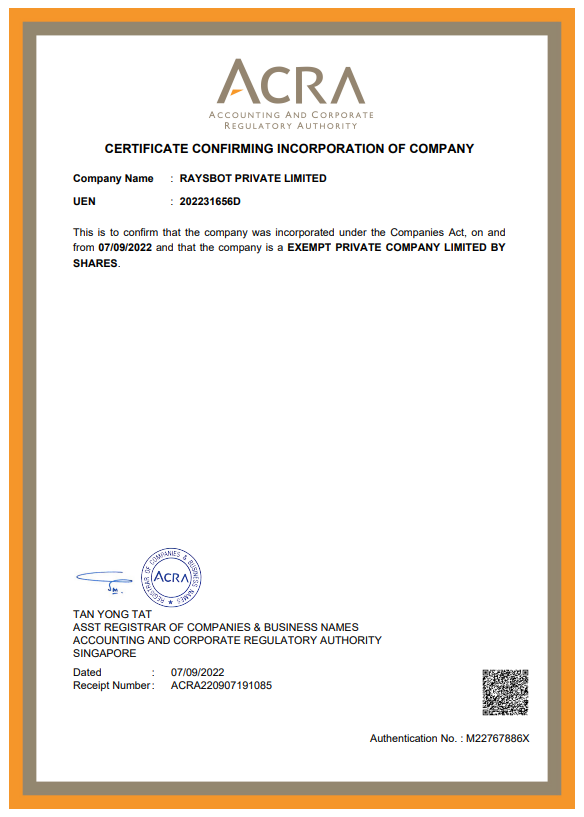 ACRA
ACCOUNTING AND CORPORATE
REGULATORY AUTHORITY
CERTIFICATE CONFIRMING INCORPORATION OF COMPANY
Company Name : RAYSBOT PRIVATE LIMITED
UEN : 202231656D
This is to confirm that the company was incorporated under the Companies Act, on and
from 07/09/2022 and that the company is a EXEMPT PRIVATE COMPANY LIMITED BY
SHARES.
REGISTRAR OF COMPANIES & BUSINESS NAMES ★
ACRA
TAN YONG TAT
ASST REGISTRAR OF COMPANIES & BUSINESS NAMES
ACCOUNTING AND CORPORATE REGULATORY AUTHORITY
SINGAPORE
Dated : 07/09/2022
Receipt Number : ACRA220907191085
Authentication No. : M22767886X